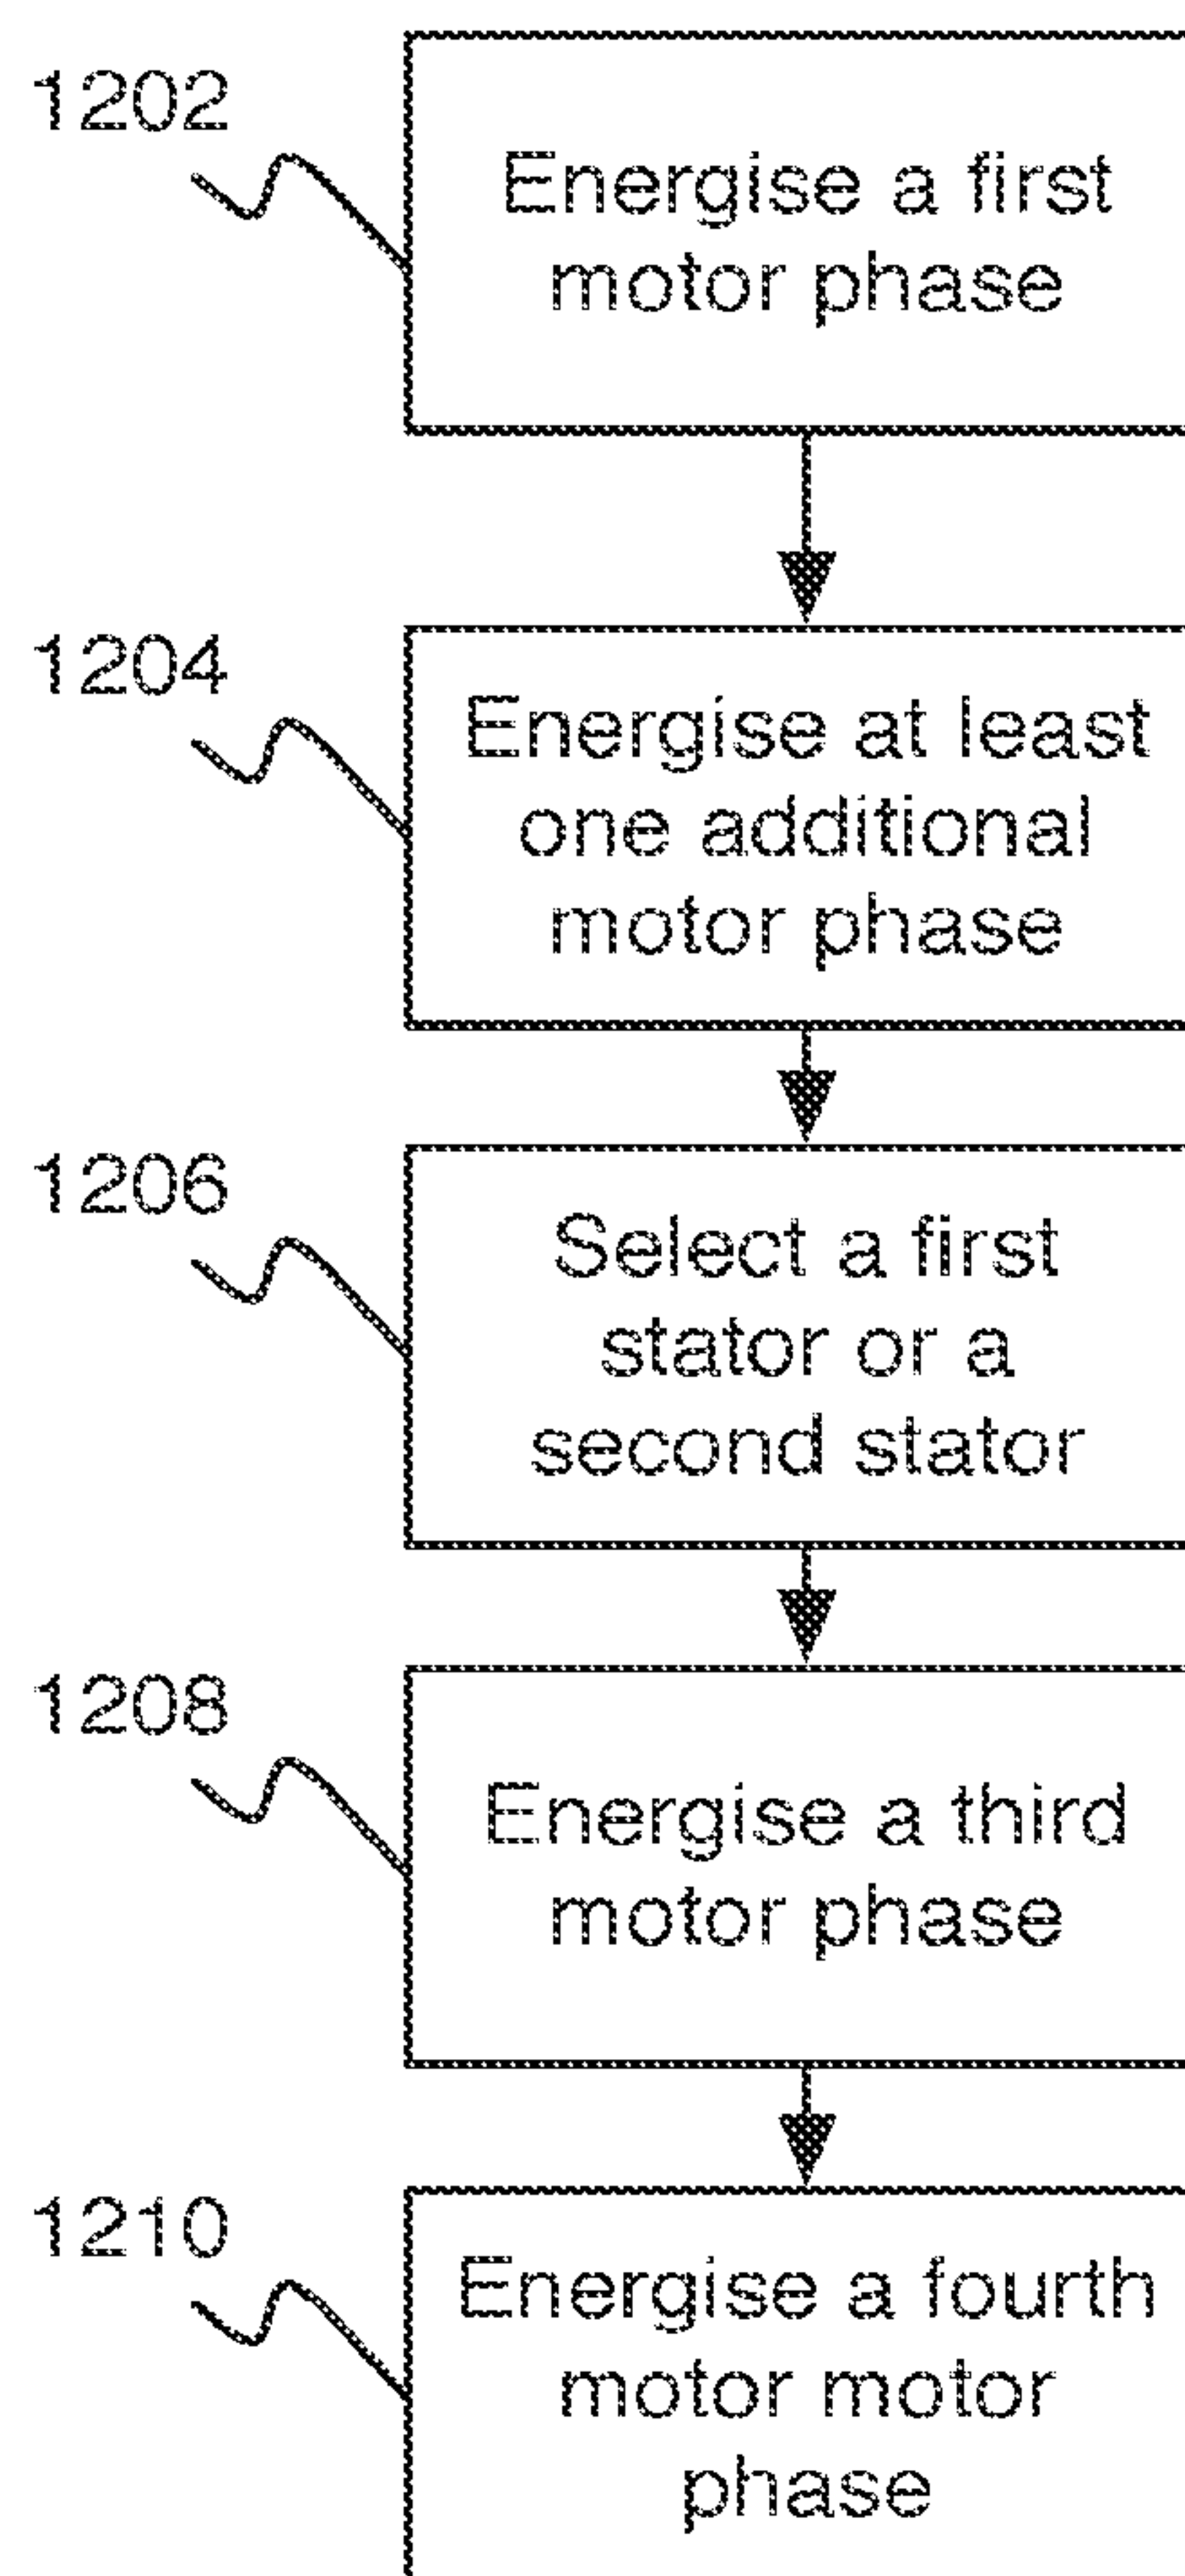 1202
Energise a first
motor phase
1204
Energise at least
one additional
motor phase
1206
Select a first
stator or a
second stator
1208
Energise a third
motor phase
1210
Energise a fourth
motor motor
phase